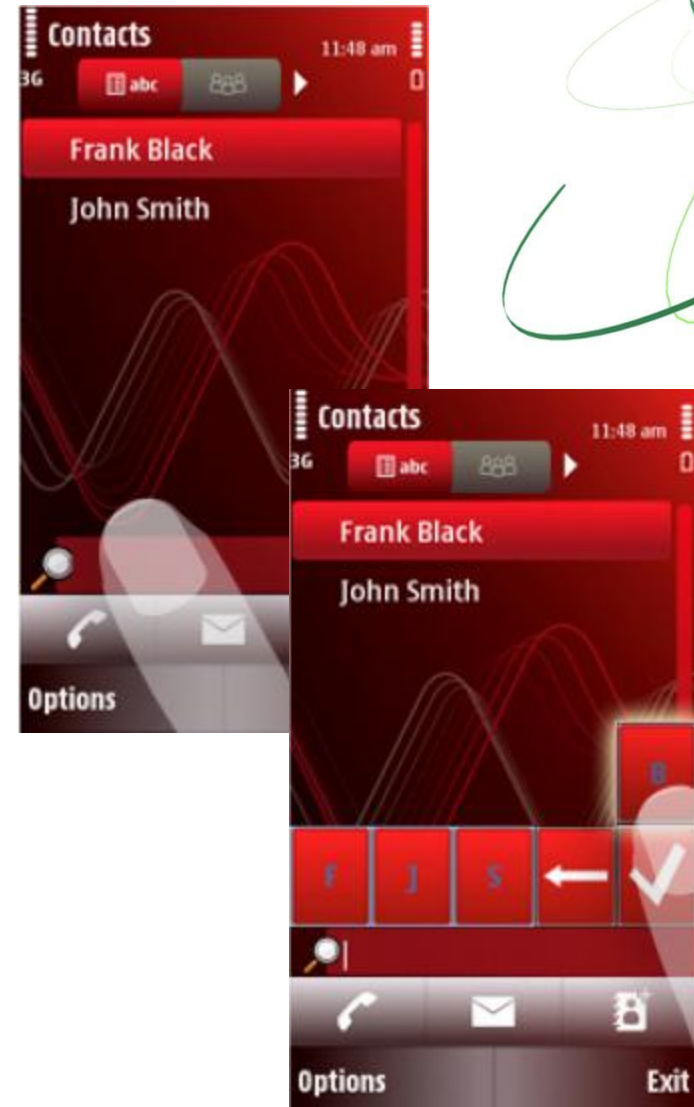 Contacts
11:48 am
3G
abc
Frank Black
John Smith
Options
Contacts
11:48 am
3G
abc
Frank Black
John Smith
B
F J S
Options Exit